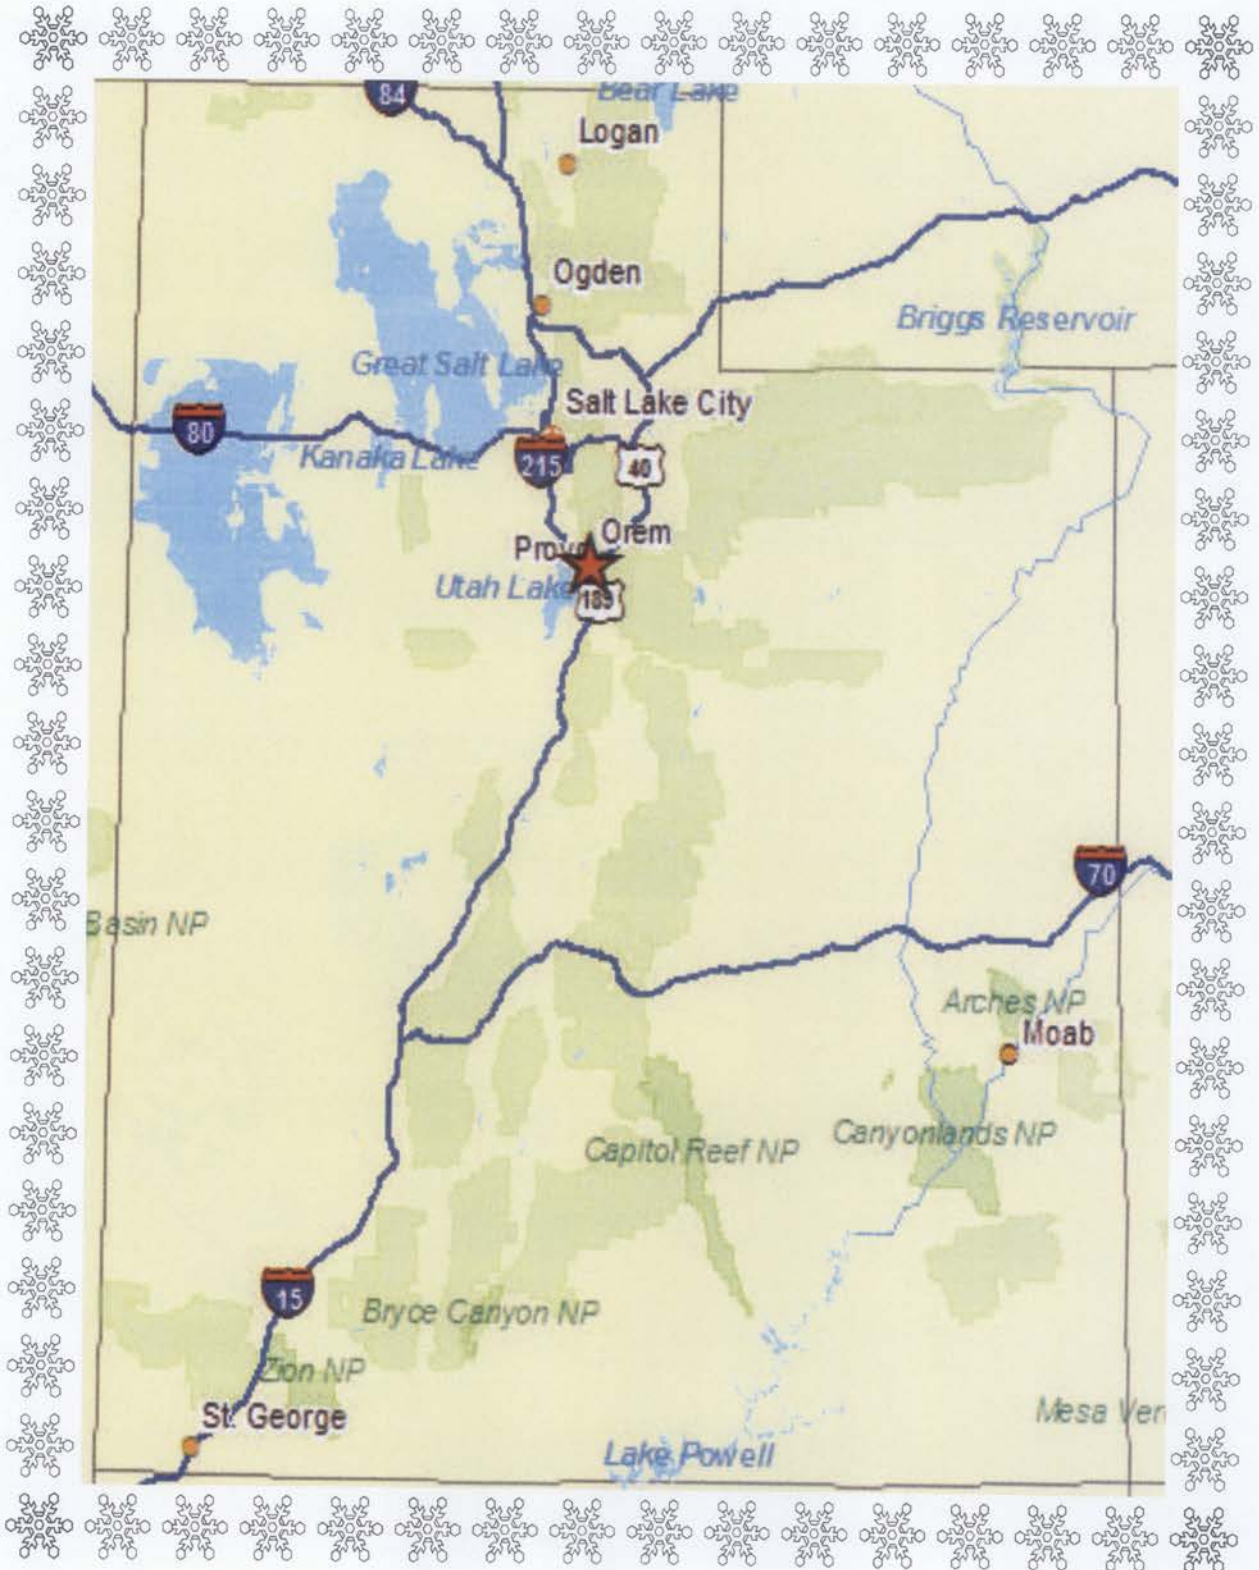 84
Bear Lake
Logan
Ogden
Briggs Reservoir
Great Salt Lake
Salt Lake City
80
Kanaka Lake
215
40
Orem
Provo
Utah Lake
189
70
Basin NP
Arches NP
Moab
Canyonlands NP
Capitol Reef NP
15
Bryce Canyon NP
Zion NP
St. George
Mesa Ver
Lake Powell